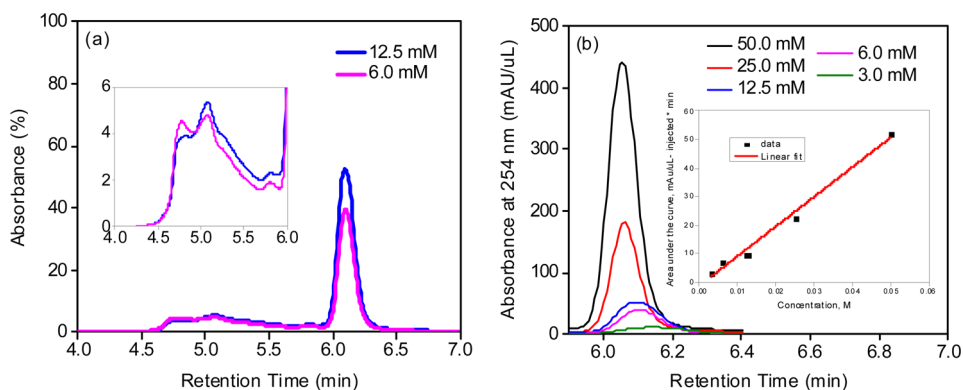 (a)
12.5 mM
6.0 mM
Absorbance (%)
100
80
60
40
20
0
4.0 4.5 5.0 5.5 6.0 6.5 7.0
Retention Time (min)
6
4
2
0
4.0 4.5 5.0 5.5 6.0
(b)
50.0 mM
25.0 mM
12.5 mM
6.0 mM
3.0 mM
Absorbance at 254 nm (mAU/uL)
500
400
300
200
100
0
6.0 6.2 6.4 6.6 6.8 7.0
Retention Time (min)
data
Linear fit
Area under the curve, mAu/uL- injected * min
60
50
40
30
20
10
0
0.00 0.01 0.02 0.03 0.04 0.05 0.06
Concentration, M